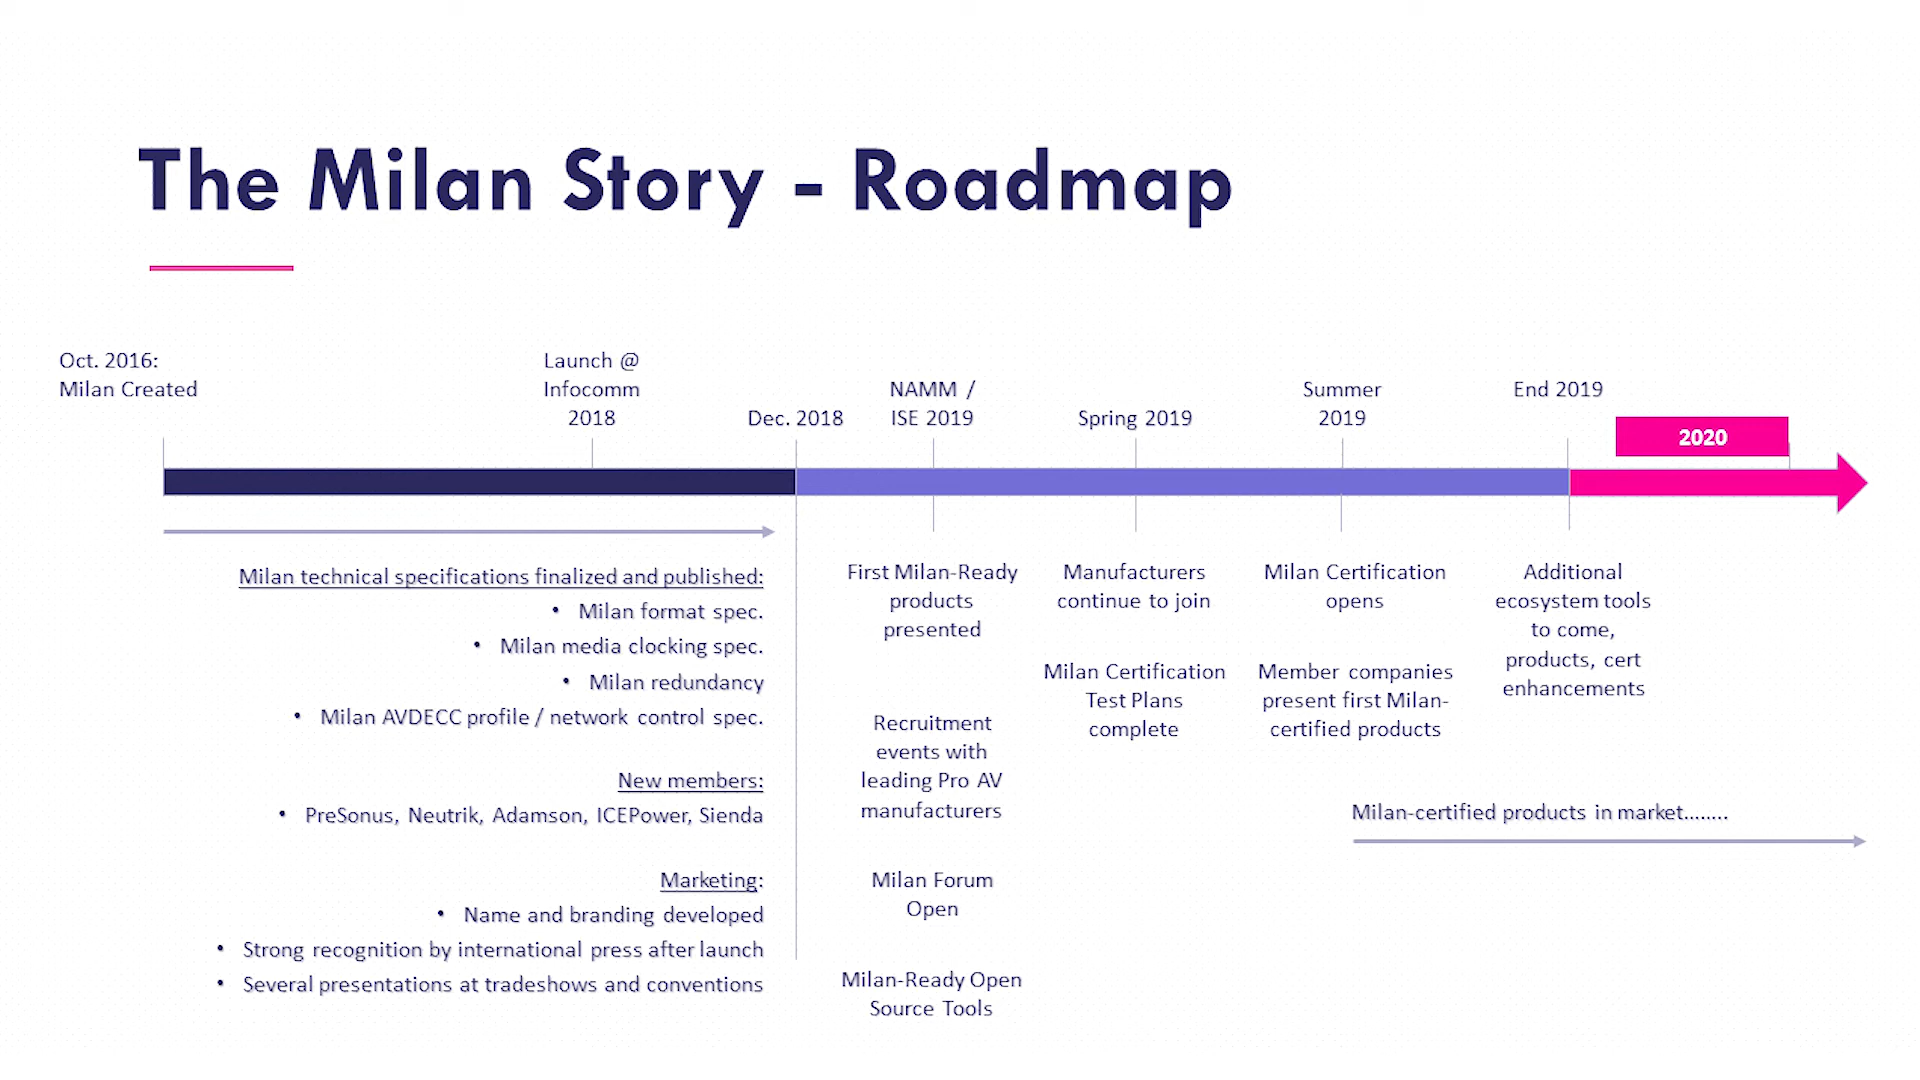 The Milan Story - Roadmap
Oct. 2016:
Milan Created
Launch @
Infocomm
2018
Dec. 2018
NAMM /
ISE 2019
Spring 2019
Summer
2019
End 2019
2020
Milan technical specifications finalized and published:
• Milan format spec.
• Milan media clocking spec.
• Milan redundancy
• Milan AVDECC profile / network control spec.
New members:
• PreSonus, Neutrik, Adamson, ICEPower, Sienda
Marketing:
• Name and branding developed
• Strong recognition by international press after launch
• Several presentations at tradeshows and conventions
First Milan-Ready
products
presented
Recruitment
events with
leading Pro AV
manufacturers
Milan Forum
Open
Milan-Ready Open
Source Tools
Manufacturers
continue to join
Milan Certification
Test Plans
complete
Milan Certification
opens
Member companies
present first Milan-
certified products
Additional
ecosystem tools
to come,
products, cert
enhancements
Milan-certified products in market........